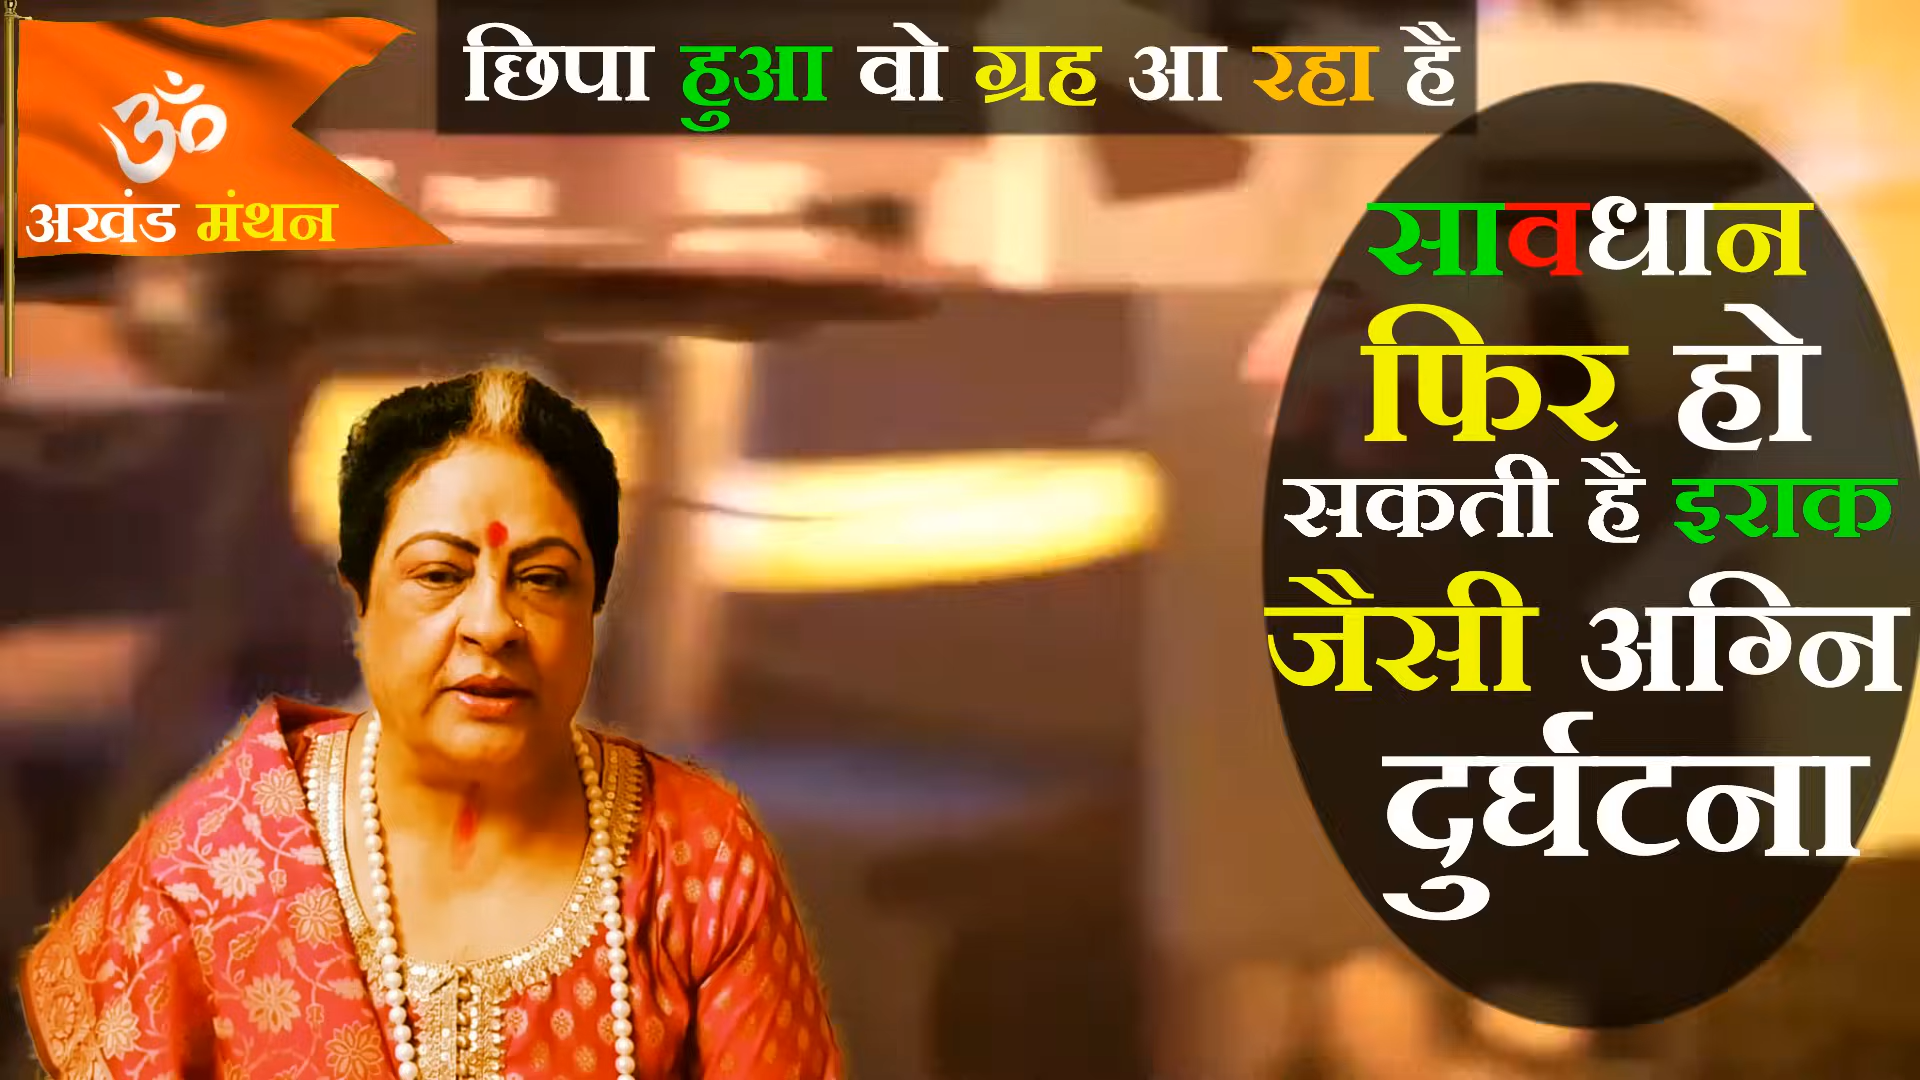 छिपा हुआ वो ग्रह आ रहा है
ॐ
अखंड मंथन
सावधान
फिर हो
सकती है इराक
जैसी अग्नि
दुर्घटना